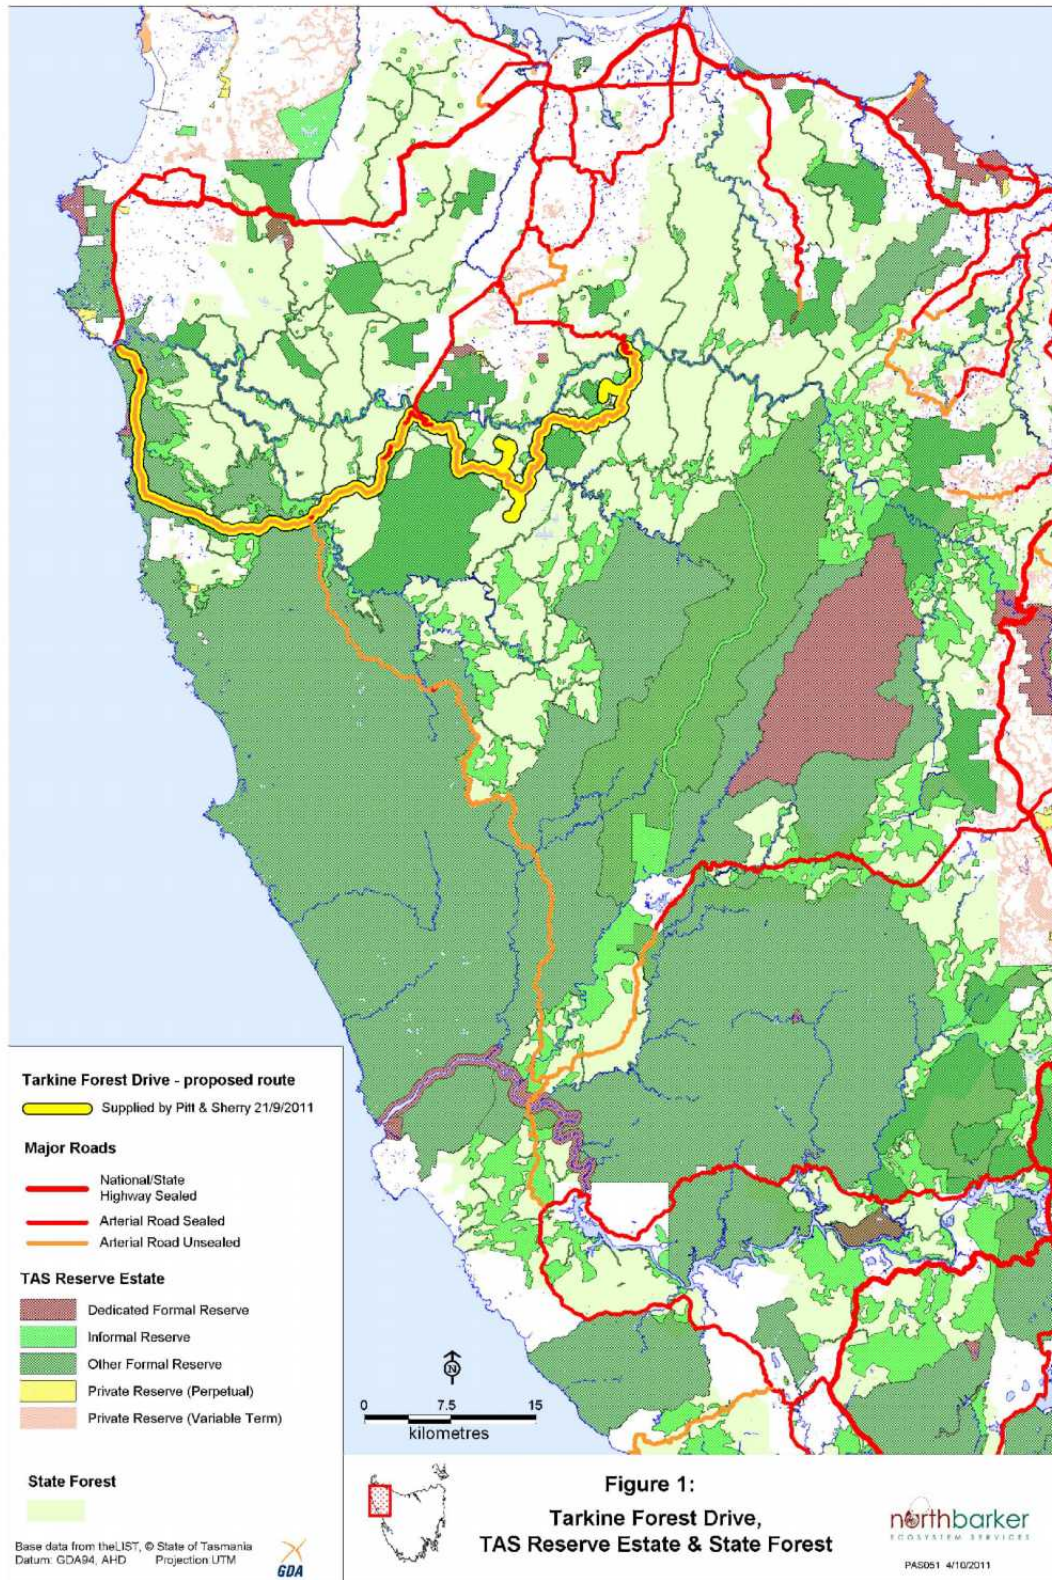 Tarkine Forest Drive - proposed route
Supplied by Pitt & Sherry 21/9/2011
Major Roads
National/State
Highway Sealed
Arterial Road Sealed
Arterial Road Unsealed
TAS Reserve Estate
Dedicated Formal Reserve
Informal Reserve
Other Formal Reserve
Private Reserve (Perpetual)
Private Reserve (Variable Term)
State Forest
Base data from theLIST, © State of Tasmania
Datum: GDA94, AHD Projection UTM
GDA
N
0 7.5 15
kilometres
Figure 1:
Tarkine Forest Drive,
TAS Reserve Estate & State Forest
northbarker
ECOSYSTEM SERVICES
PAS051 4/10/2011